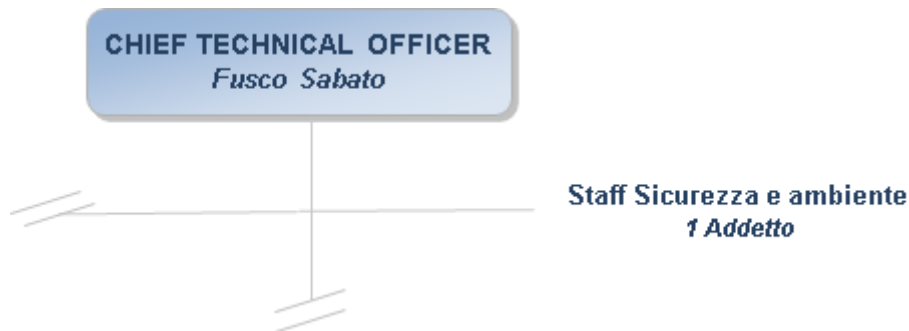 CHIEF TECHNICAL OFFICER
Fusco Sabato
Staff Sicurezza e ambiente
1 Addetto